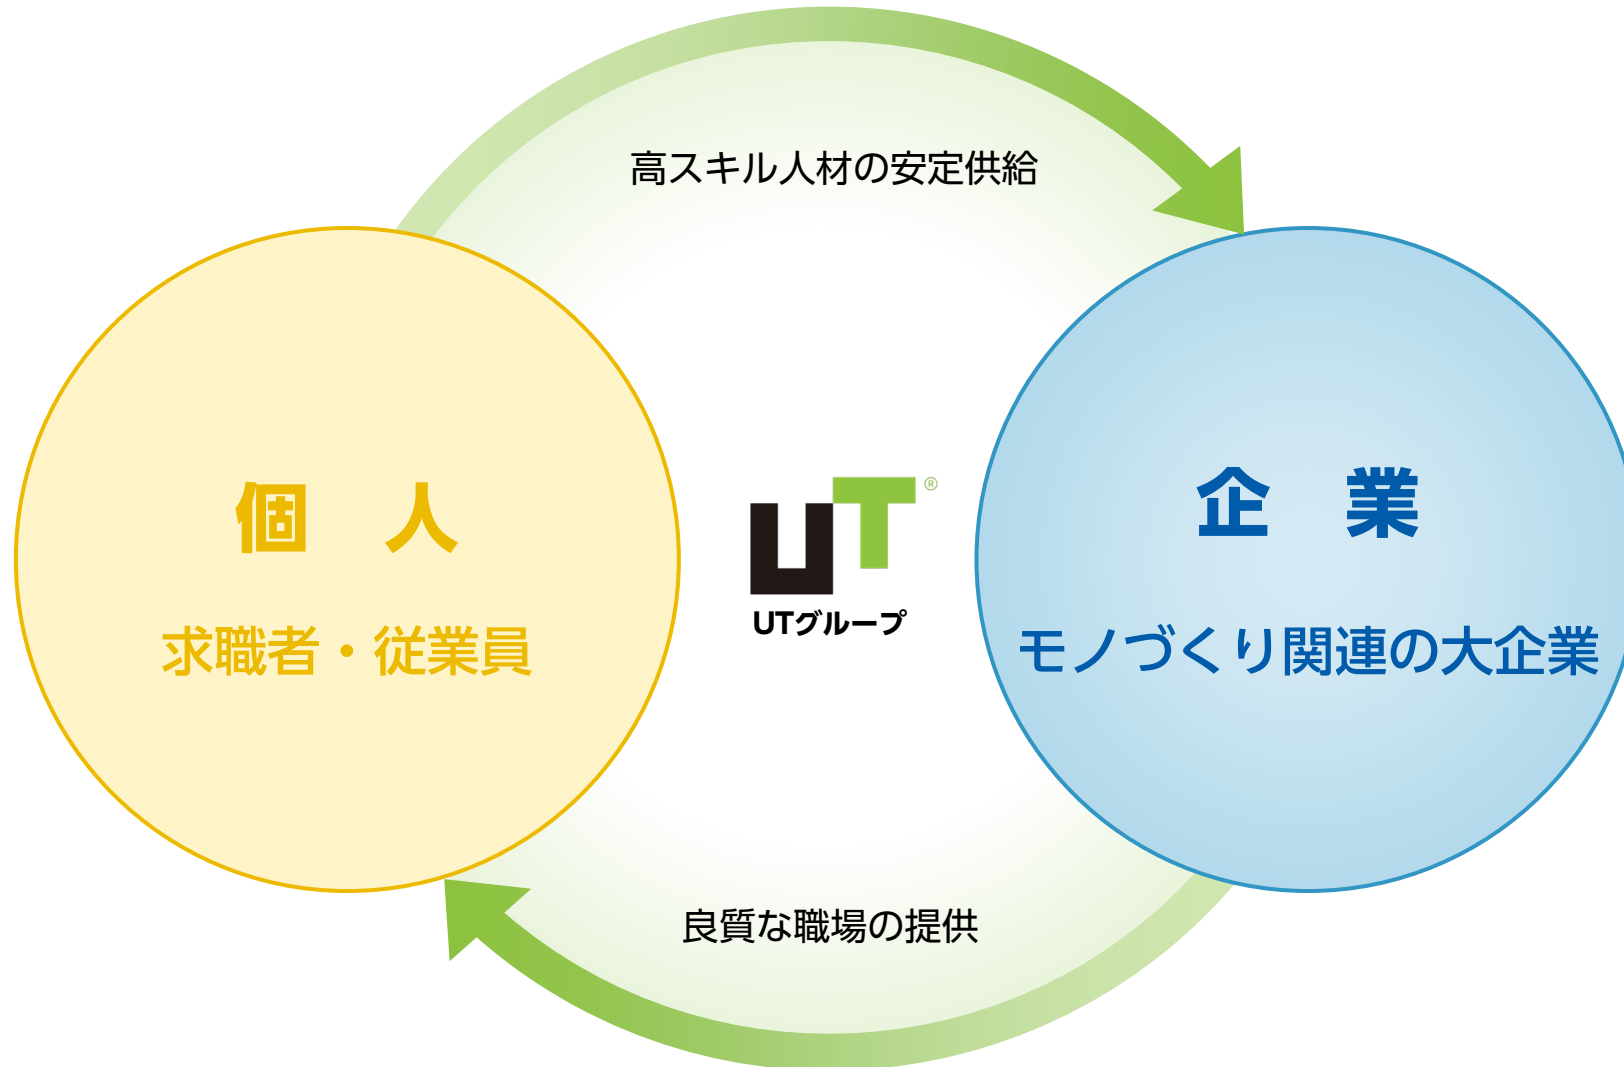 高スキル人材の安定供給
個 人
求職者・従業員
UT®
UTグループ
企 業
モノづくり関連の大企業
良質な職場の提供